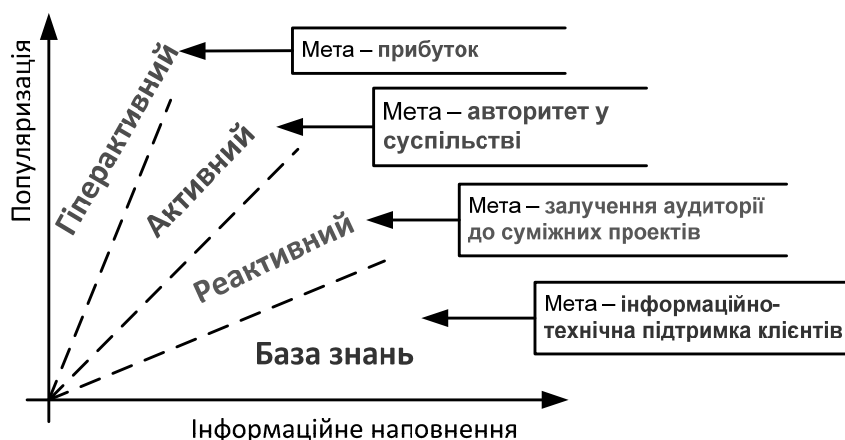 Популяризація
Гіперактивний
Мета – прибуток
Активний
Мета – авторитет у
суспільстві
Реактивний
Мета – залучення аудиторії
до суміжних проектів
База знань
Мета – інформаційно-
технічна підтримка клієнтів
Інформаційне наповнення